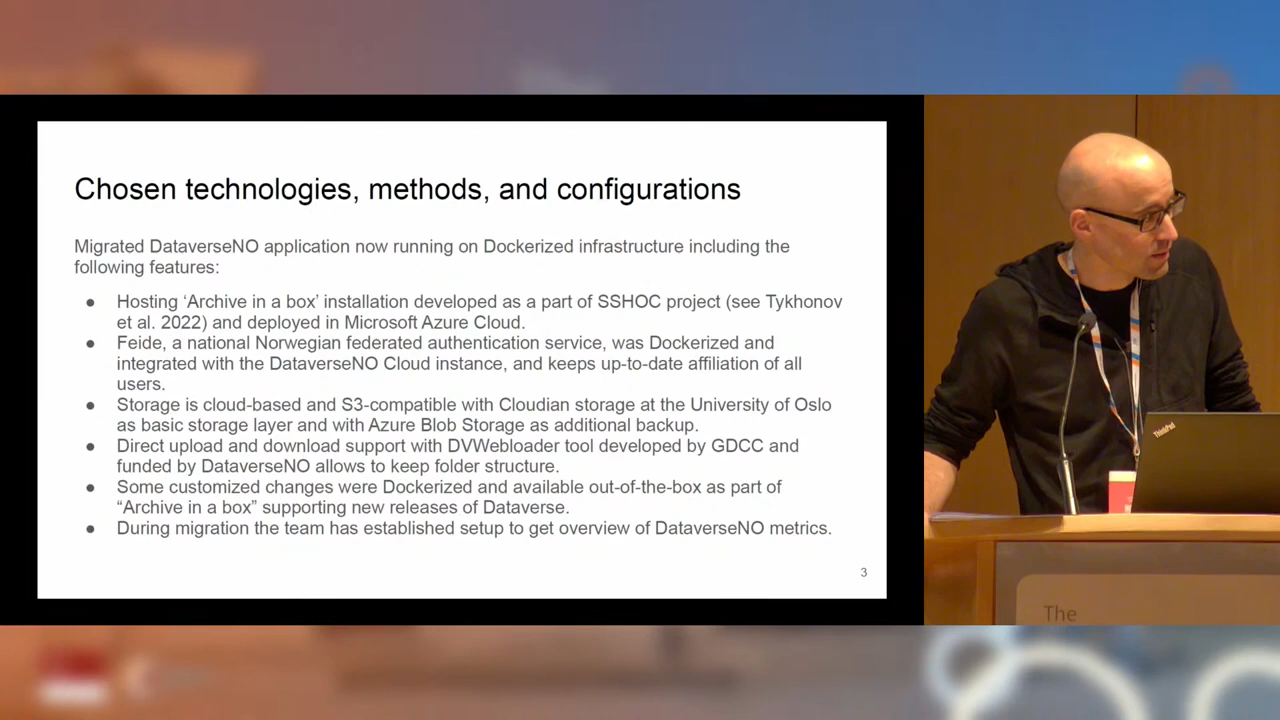 Chosen technologies, methods, and configurations
Migrated DataverseNO application now running on Dockerized infrastructure including the
following features:
● Hosting ‘Archive in a box’ installation developed as a part of SSHOC project (see Tykhonov
et al. 2022) and deployed in Microsoft Azure Cloud.
● Feide, a national Norwegian federated authentication service, was Dockerized and
integrated with the DataverseNO Cloud instance, and keeps up-to-date affiliation of all
users.
● Storage is cloud-based and S3-compatible with Cloudian storage at the University of Oslo
as basic storage layer and with Azure Blob Storage as additional backup.
● Direct upload and download support with DVWebloader tool developed by GDCC and
funded by DataverseNO allows to keep folder structure.
● Some customized changes were Dockerized and available out-of-the-box as part of
“Archive in a box” supporting new releases of Dataverse.
● During migration the team has established setup to get overview of DataverseNO metrics.
3
ThinkPad
The